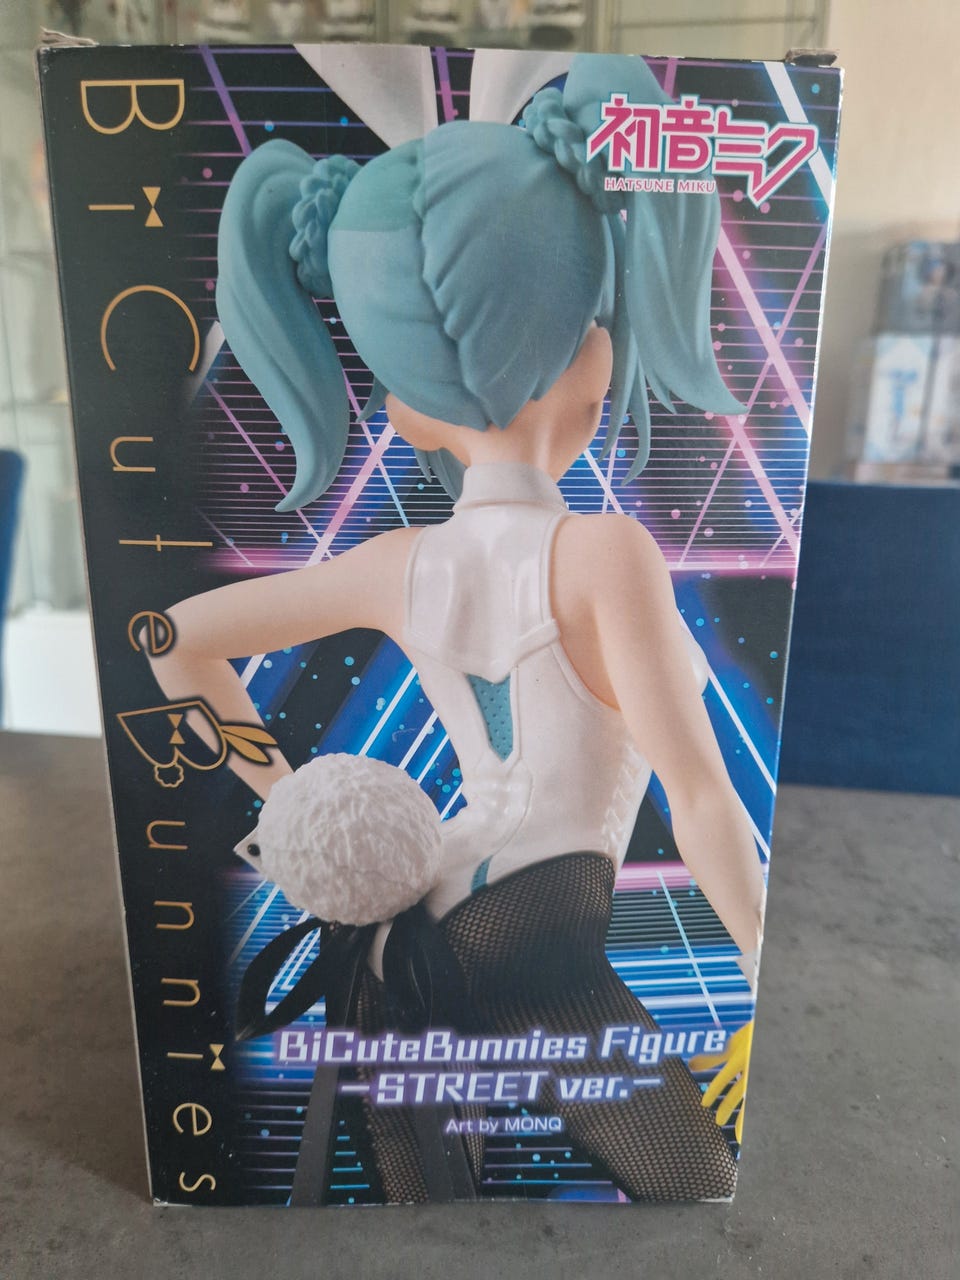 BiCuteBunnies
初音ミク
HATSUNE MIKU
BiCuteBunnies Figure
-STREET ver.-
Art by MONQ